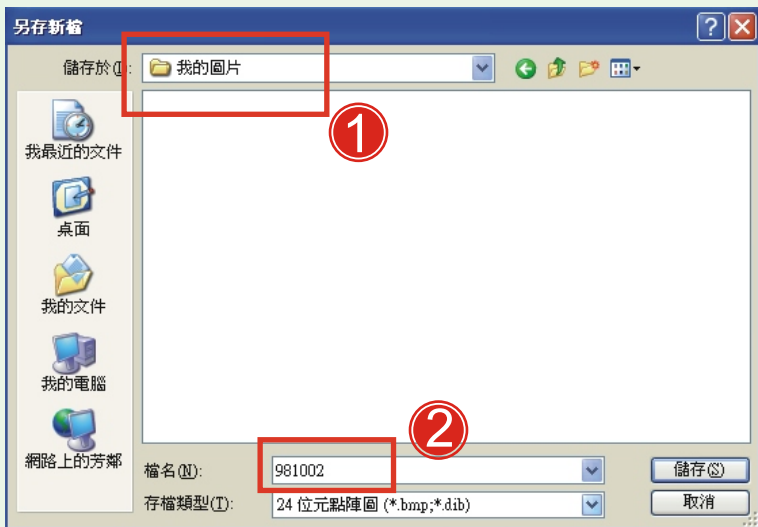 另存新檔
儲存於(I):
我的圖片
1
我最近的文件
桌面
我的文件
我的電腦
網路上的芳鄰
2
檔名(N):
981002
儲存(S)
存檔類型(T):
24 位元點陣圖 (*.bmp;*.dib)
取消